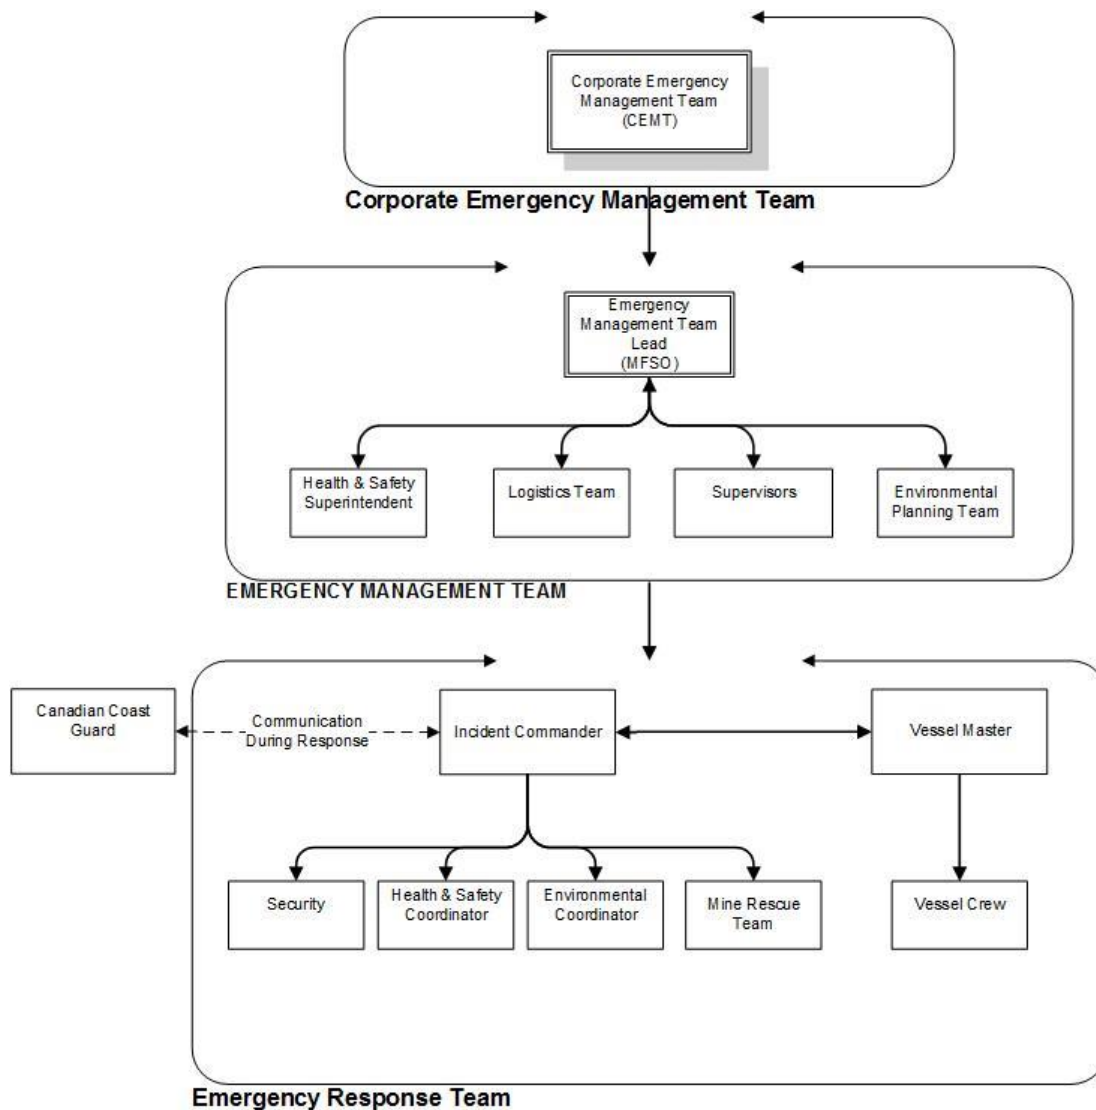 Corporate Emergency
Management Team
(CEMT)
Corporate Emergency Management Team
Emergency
Management Team
Lead
(MFSO)
Health & Safety
Superintendent
Logistics Team
Supervisors
Environmental
Planning Team
EMERGENCY MANAGEMENT TEAM
Canadian Coast
Guard
Communication
During Response
Incident Commander
Vessel Master
Security
Health & Safety
Coordinator
Environmental
Coordinator
Mine Rescue
Team
Vessel Crew
Emergency Response Team